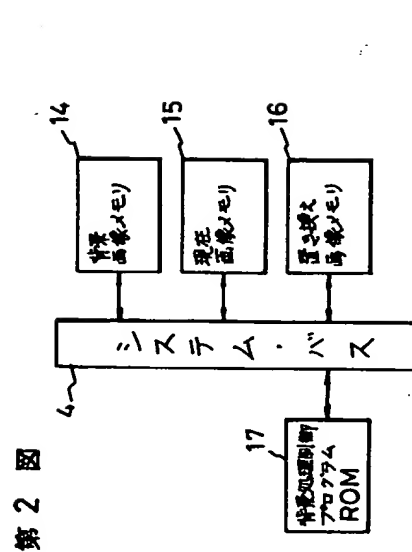 第2図
14
背景
画像メモリ
15
現在
画像メモリ
16
置き換え
画像メモリ
4
システム・バス
17
背景処理制御
プログラム
ROM